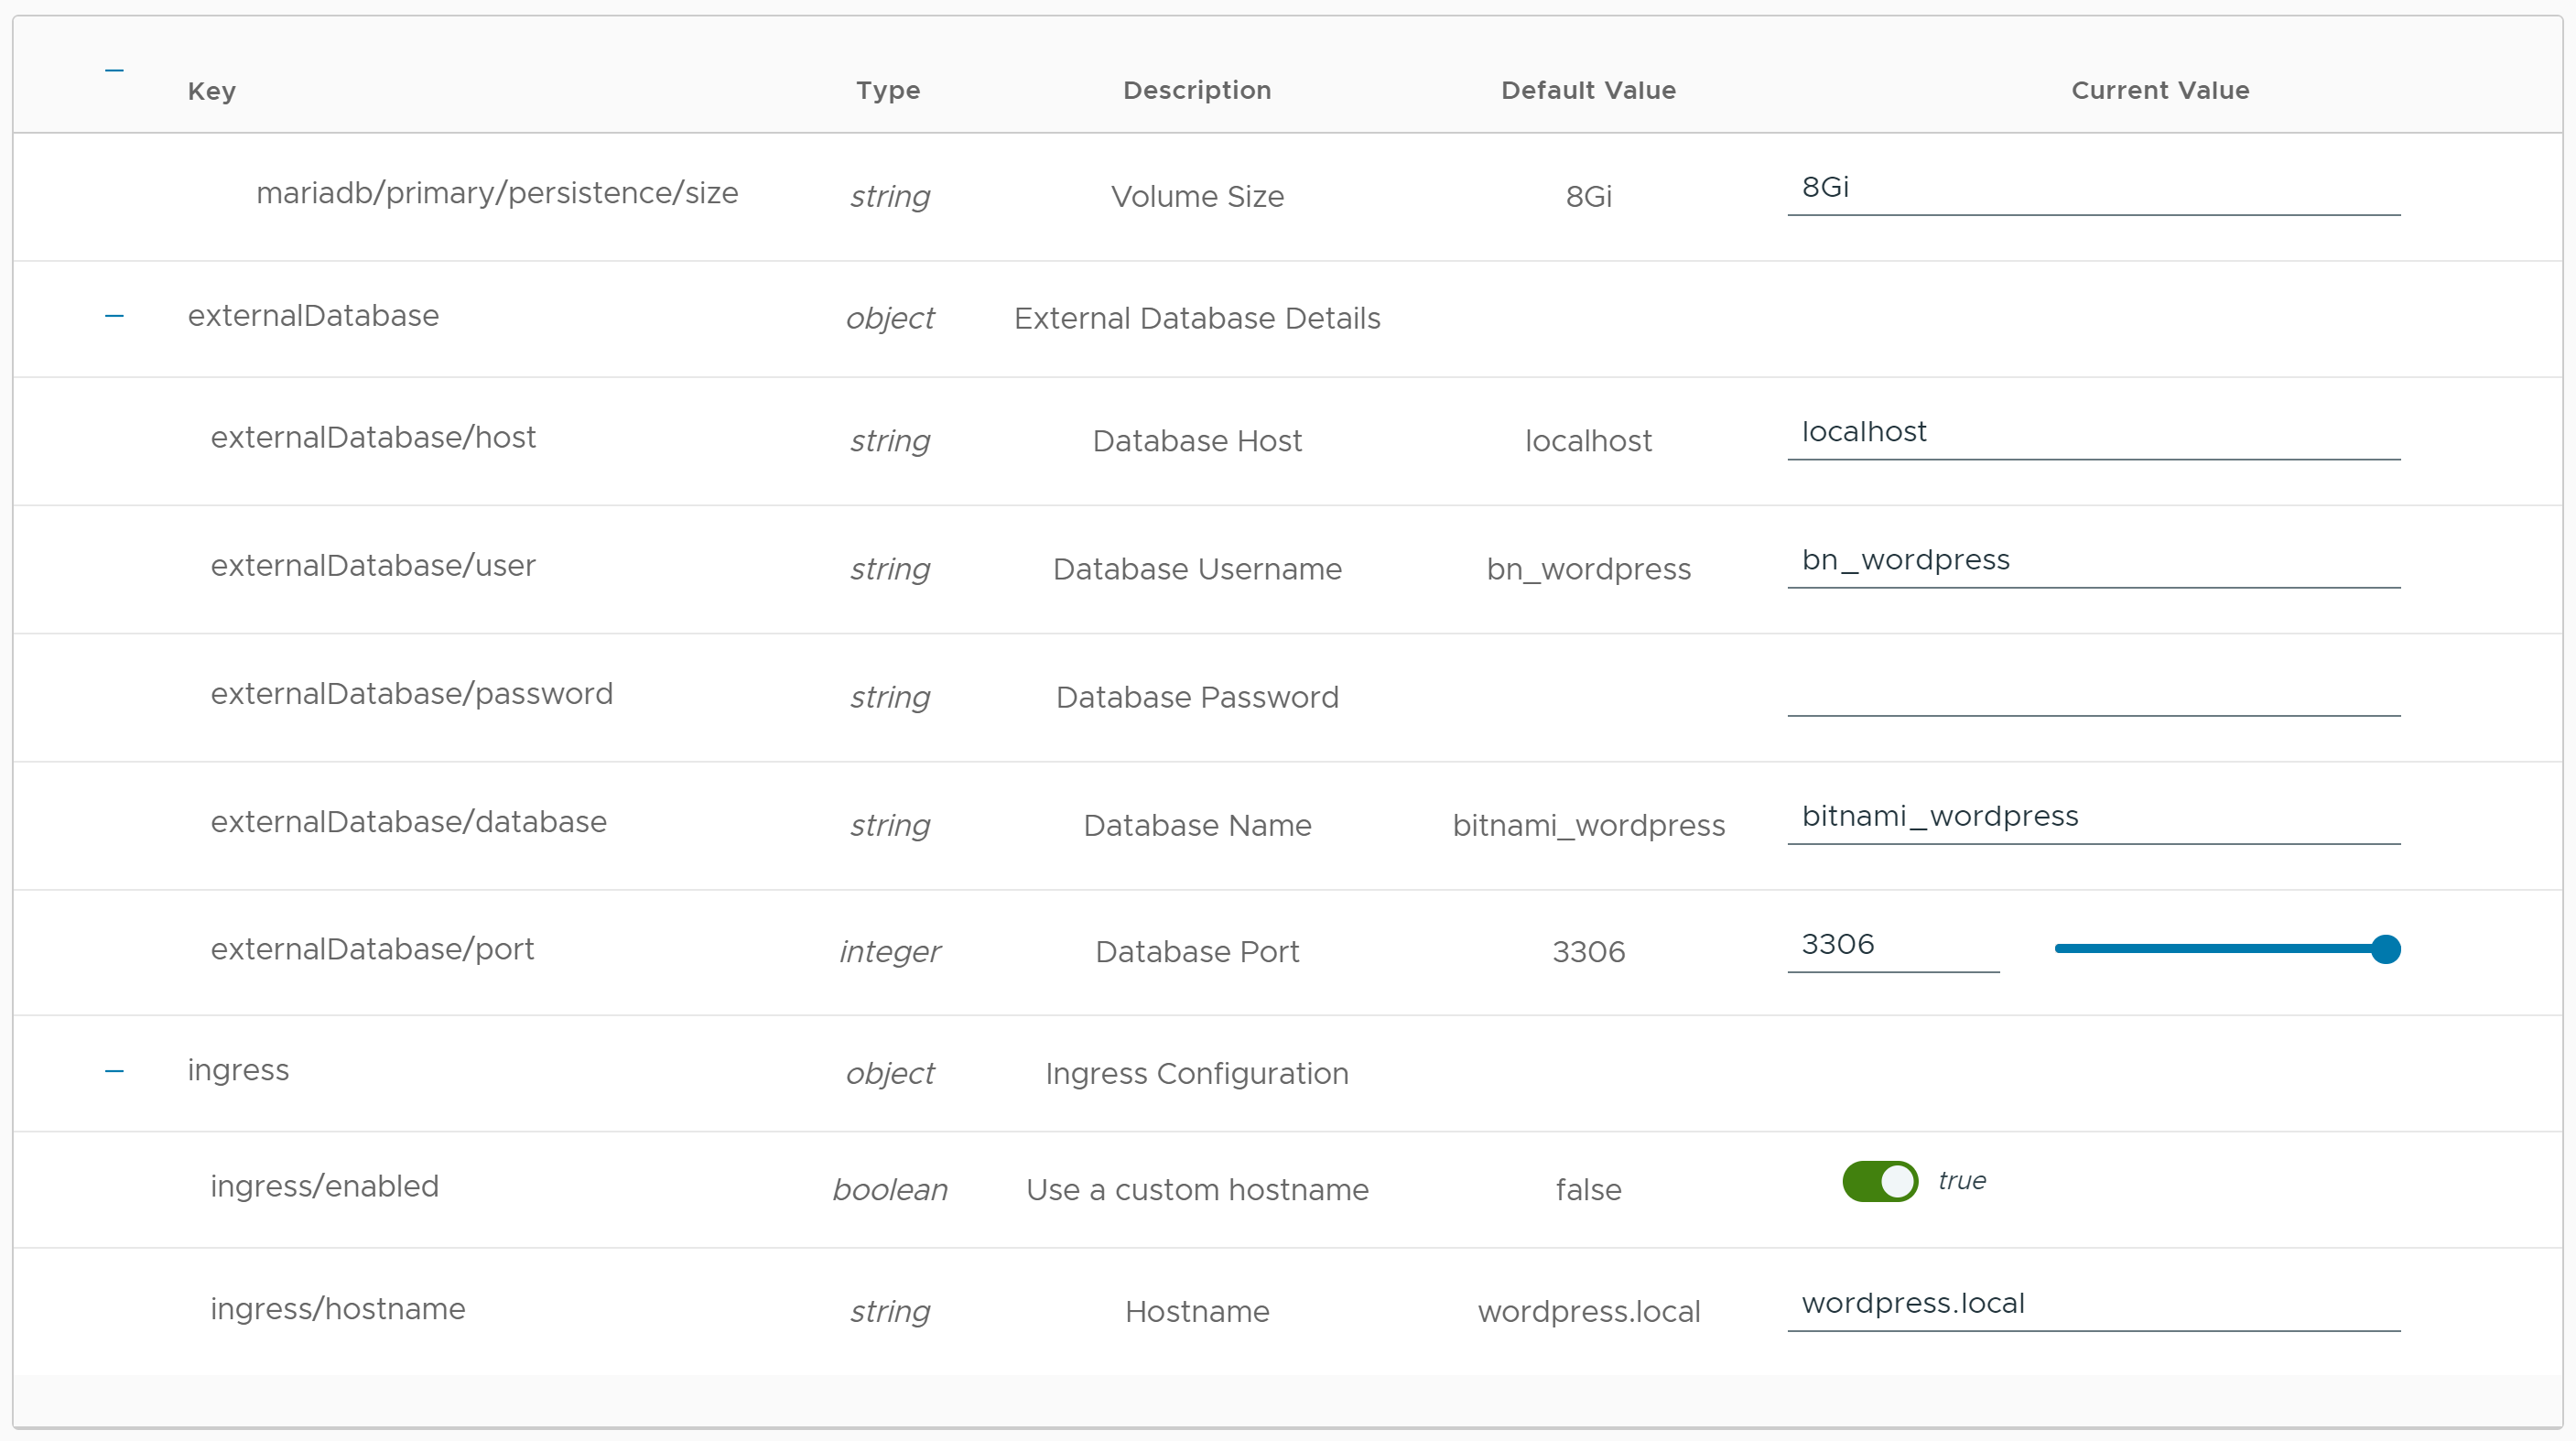 Key Type Description Default Value Current Value
mariadb/primary/persistence/size string Volume Size 8Gi 8Gi
externalDatabase object External Database Details
externalDatabase/host string Database Host localhost localhost
externalDatabase/user string Database Username bn_wordpress bn_wordpress
externalDatabase/password string Database Password
externalDatabase/database string Database Name bitnami_wordpress bitnami_wordpress
externalDatabase/port integer Database Port 3306 3306
ingress object Ingress Configuration
ingress/enabled boolean Use a custom hostname false true
ingress/hostname string Hostname wordpress.local wordpress.local